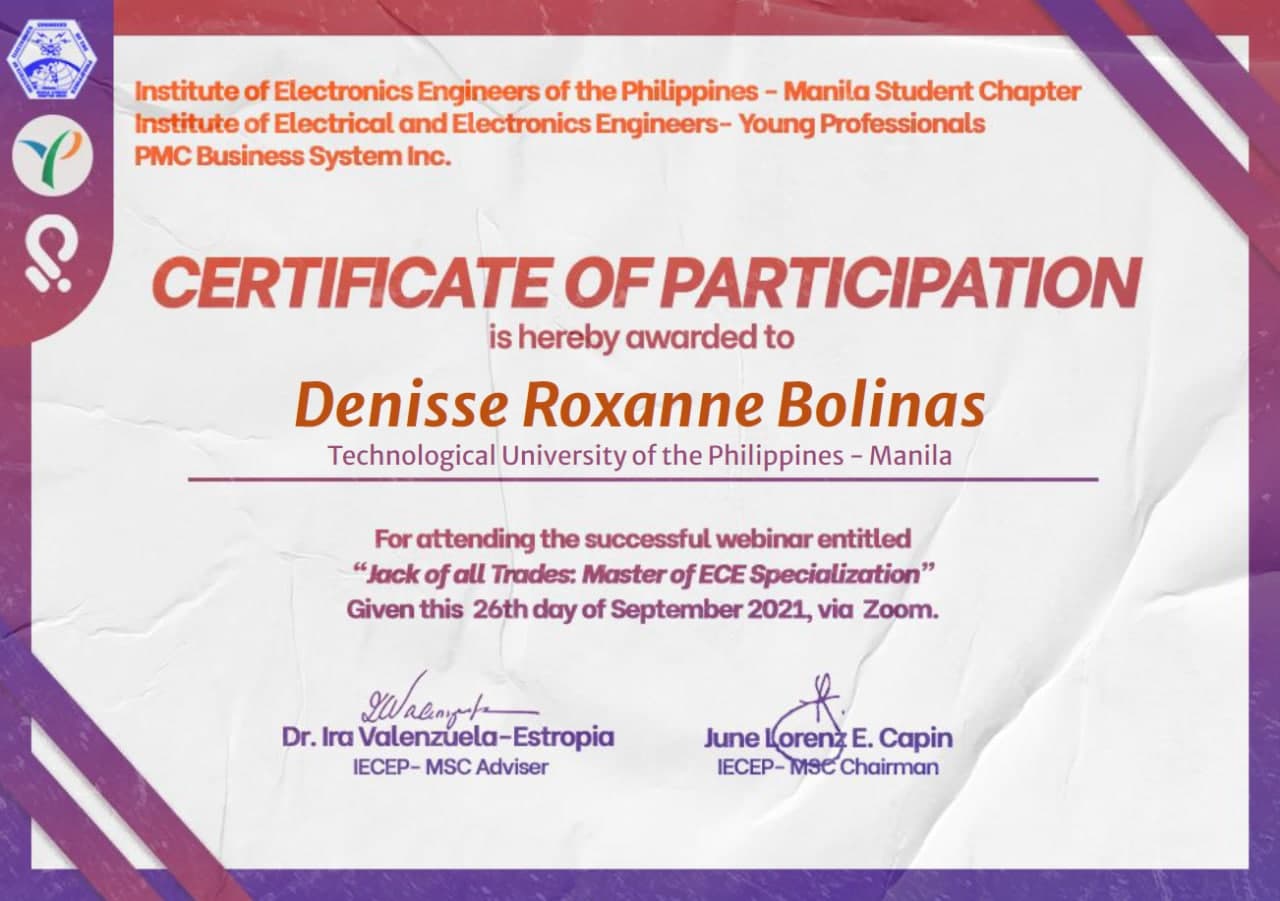 Institute of Electronics Engineers of the Philippines - Manila Student Chapter
Institute of Electrical and Electronics Engineers- Young Professionals
PMC Business System Inc.
CERTIFICATE OF PARTICIPATION
is hereby awarded to
Denisse Roxanne Bolinas
Technological University of the Philippines - Manila
For attending the successful webinar entitled
“Jack of all Trades: Master of ECE Specialization”
Given this 26th day of September 2021, via Zoom.
Dr. Ira Valenzuela-Estropia
IECEP- MSC Adviser
June Lorenz E. Capin
IECEP- MSC Chairman